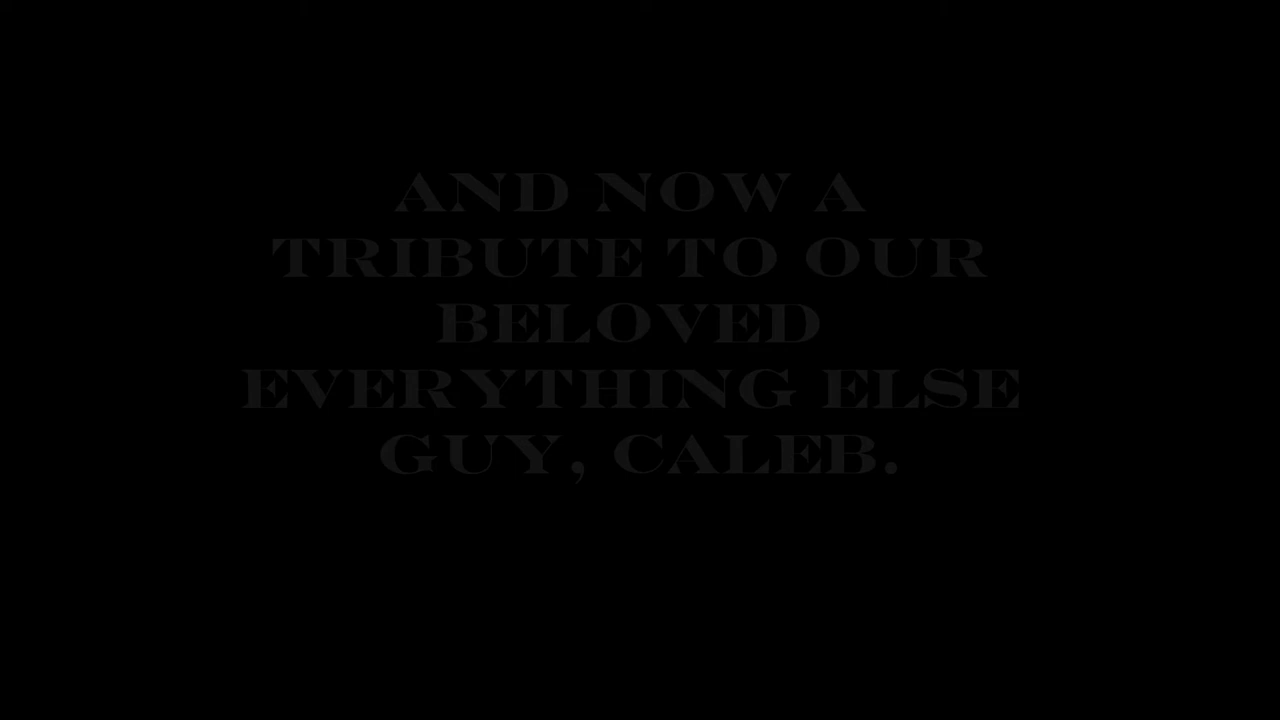 AND NOW A
TRIBUTE TO OUR
BELOVED
EVERYTHING ELSE
GUY, CALEB.